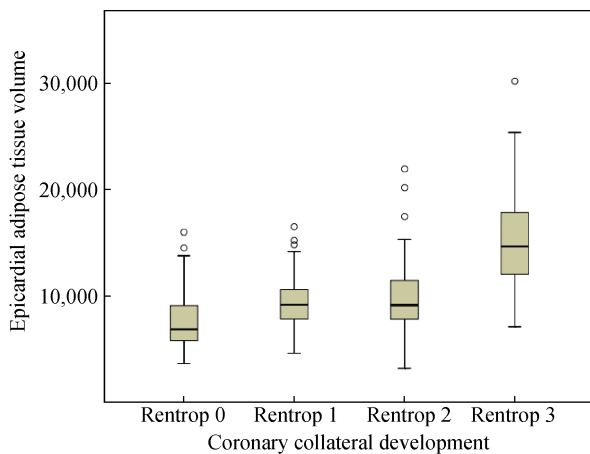 Epicardial adipose tissue volume
30,000
20,000
10,000
Rentrop 0 Rentrop 1 Rentrop 2 Rentrop 3
Coronary collateral development